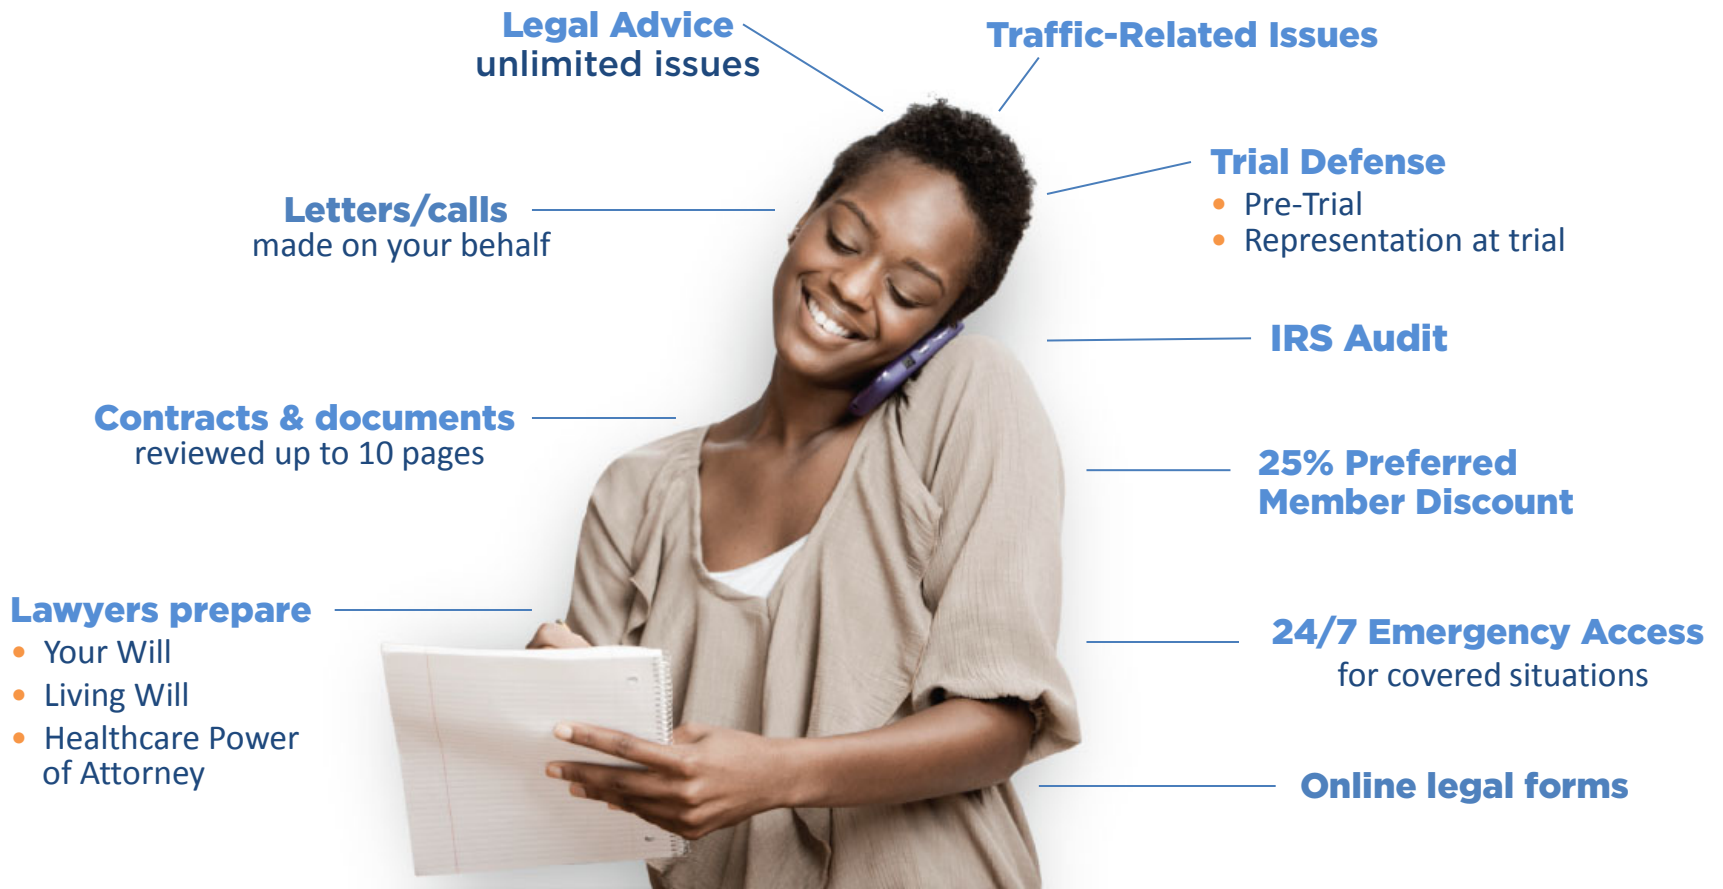 Legal Advice
unlimited issues
Traffic-Related Issues
Letters/calls
made on your behalf
Trial Defense
• Pre-Trial
• Representation at trial
IRS Audit
Contracts & documents
reviewed up to 10 pages
25% Preferred
Member Discount
Lawyers prepare
• Your Will
• Living Will
• Healthcare Power
of Attorney
24/7 Emergency Access
for covered situations
Online legal forms